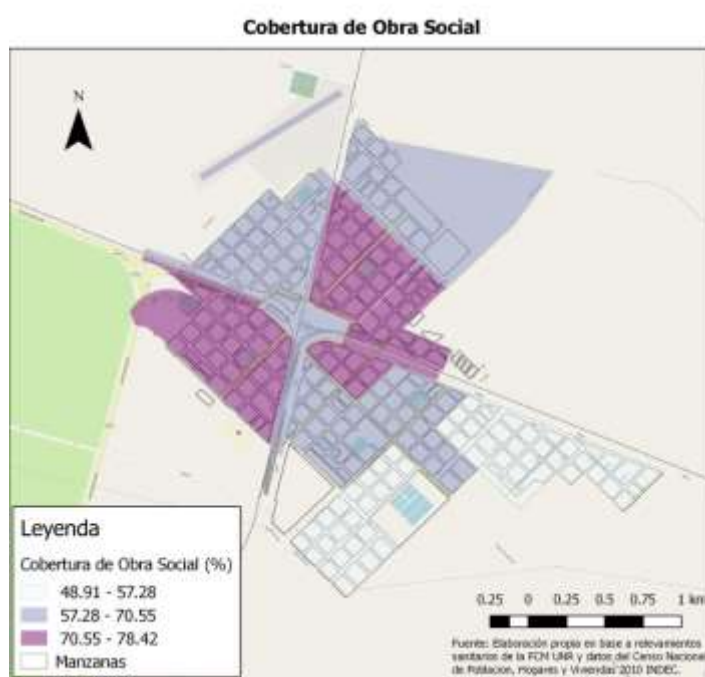 Cobertura de Obra Social
N
Leyenda
Cobertura de Obra Social (%)
48.91 - 57.28
57.28 - 70.55
70.55 - 78.42
Manzanas
0.25 0 0.25 0.5 0.75 1 km
Fuente: Elaboración propia en base a relevamientos
sanitarios de la FCM UNR y datos del Censo Nacional
de Población, Hogares y Viviendas 2010 INDEC.